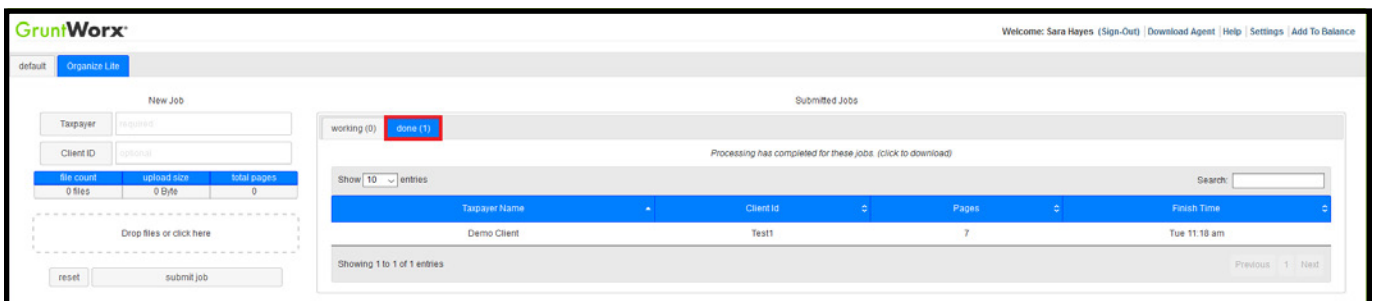 GruntWorx
Welcome: Sara Hayes (Sign-Out) | Download Agent | Help | Settings | Add To Balance
default
Organize Lite
New Job
Taxpayer
required
Client ID
optional
file count upload size total pages
0 files 0 Byte 0
Drop files or click here
reset
submit job
Submitted Jobs
working (0)
done (1)
Processing has completed for these jobs. (click to download)
Show 10 entries
Search:
Taxpayer Name Client Id Pages Finish Time
Demo Client Test1 7 Tue 11:18 am
Showing 1 to 1 of 1 entries
Previous 1 Next